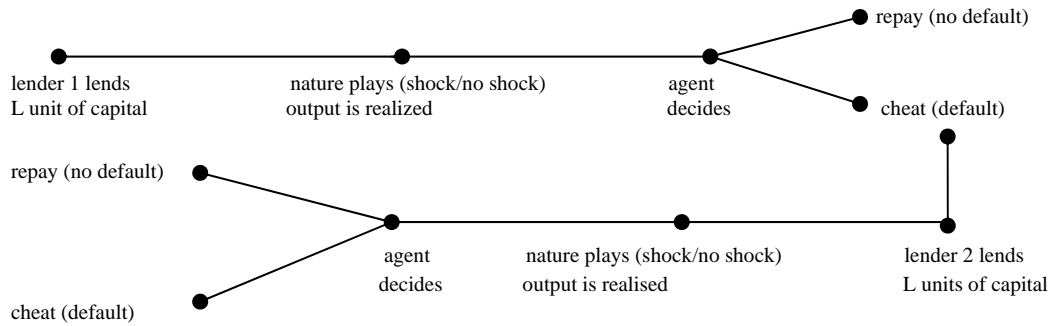 repay (no default)
lender 1 lends
L unit of capital
nature plays (shock/no shock)
output is realized
agent
decides
cheat (default)
repay (no default)
agent
decides
nature plays (shock/no shock)
output is realised
lender 2 lends
L units of capital
cheat (default)